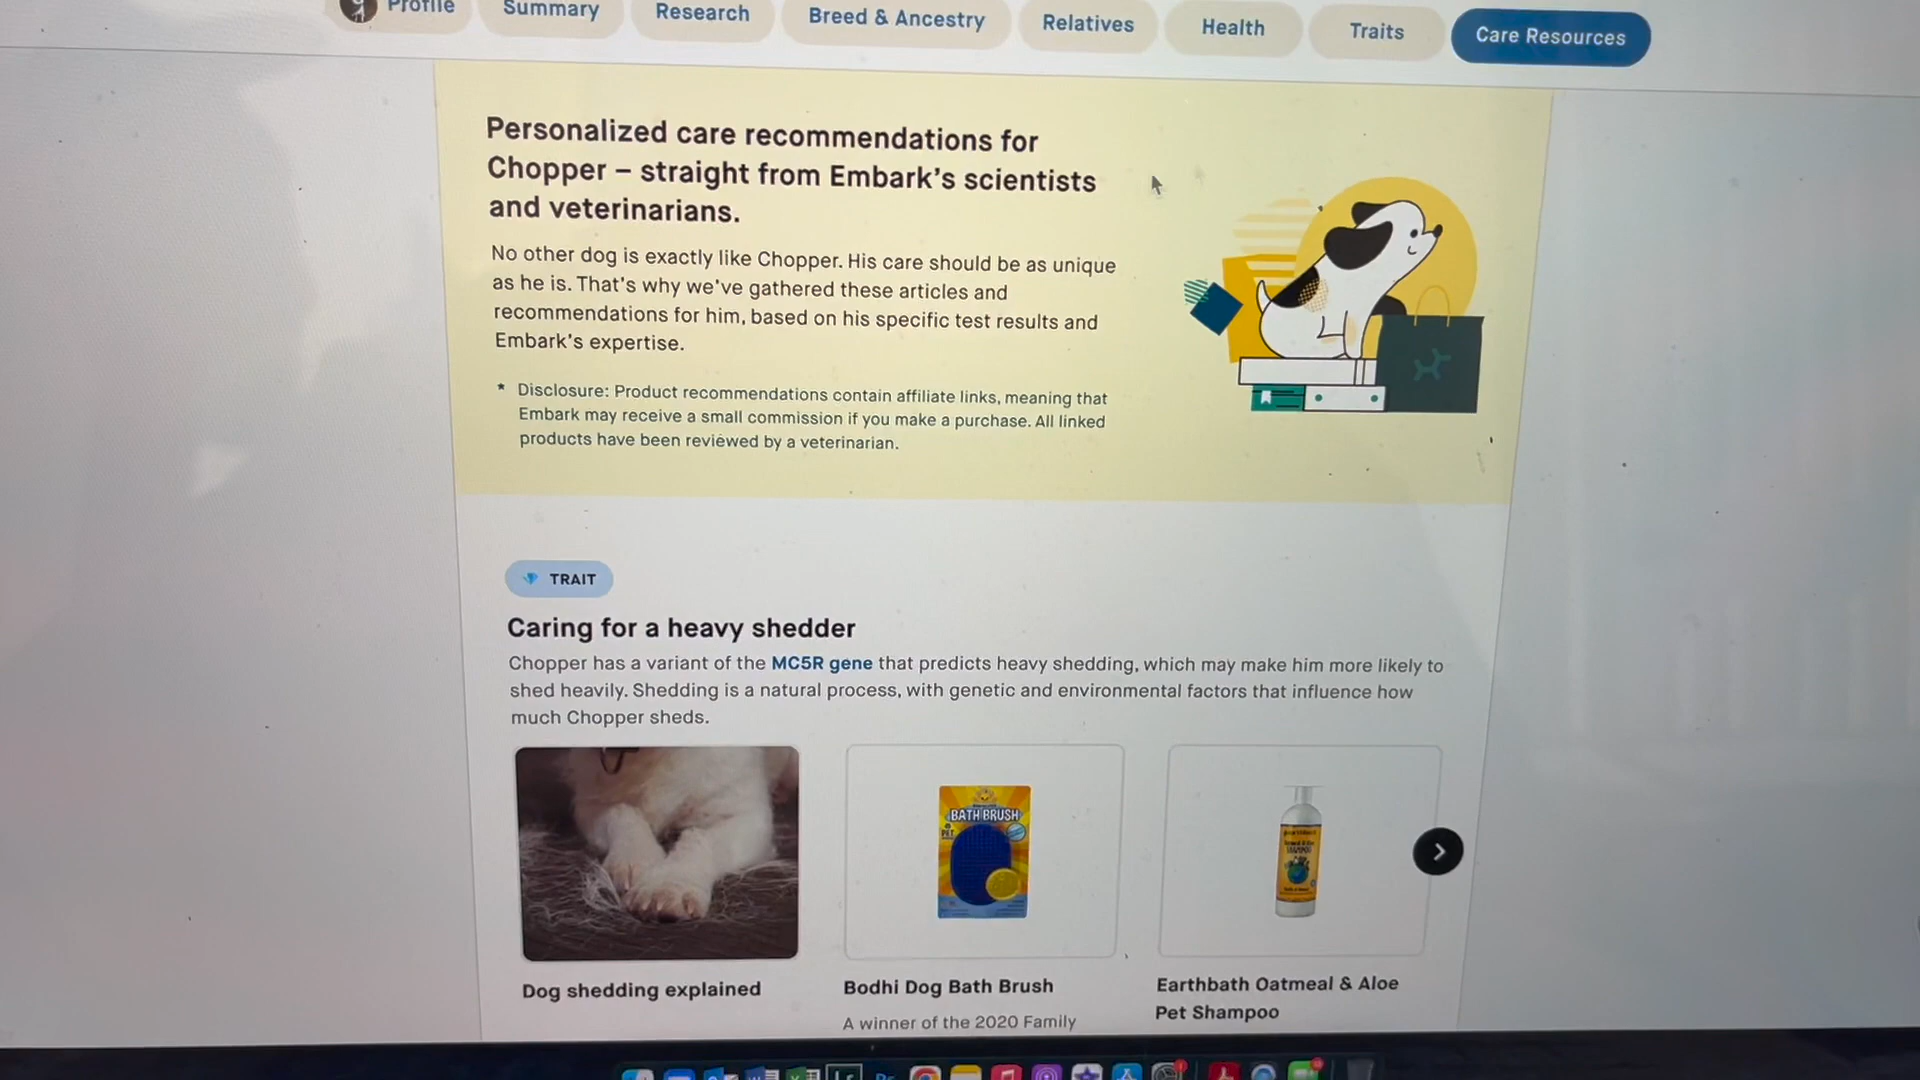 Profile
Summary
Research
Breed & Ancestry
Relatives
Health
Traits
Care Resources
Personalized care recommendations for
Chopper – straight from Embark's scientists
and veterinarians.
No other dog is exactly like Chopper. His care should be as unique
as he is. That's why we've gathered these articles and
recommendations for him, based on his specific test results and
Embark's expertise.
* Disclosure: Product recommendations contain affiliate links, meaning that
Embark may receive a small commission if you make a purchase. All linked
products have been reviewed by a veterinarian.
TRAIT
Caring for a heavy shedder
Chopper has a variant of the MC5R gene that predicts heavy shedding, which may make him more likely to
shed heavily. Shedding is a natural process, with genetic and environmental factors that influence how
much Chopper sheds.
BATH BRUSH
PET
SHAMPOO
Dog shedding explained
Bodhi Dog Bath Brush
A winner of the 2020 Family
Earthbath Oatmeal & Aloe
Pet Shampoo